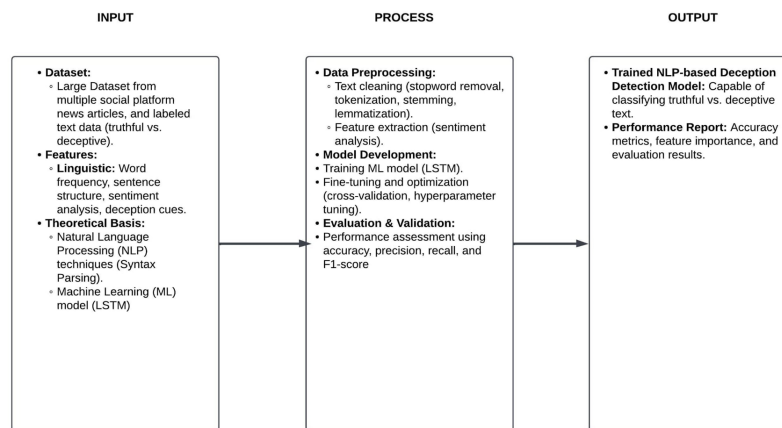 INPUT
PROCESS
OUTPUT
• Dataset:
◦ Large Dataset from
multiple social platform
news articles, and labeled
text data (truthful vs.
deceptive).
• Features:
◦ Linguistic: Word
frequency, sentence
structure, sentiment
analysis, deception cues.
• Theoretical Basis:
◦ Natural Language
Processing (NLP)
techniques (Syntax
Parsing).
◦ Machine Learning (ML)
model (LSTM)
• Data Preprocessing:
◦ Text cleaning (stopword removal,
tokenization, stemming,
lemmatization).
◦ Feature extraction (sentiment
analysis).
• Model Development:
• Training ML model (LSTM).
• Fine-tuning and optimization
(cross-validation, hyperparameter
tuning).
• Evaluation & Validation:
• Performance assessment using
accuracy, precision, recall, and
F1-score
• Trained NLP-based Deception
Detection Model: Capable of
classifying truthful vs. deceptive
text.
• Performance Report: Accuracy
metrics, feature importance, and
evaluation results.